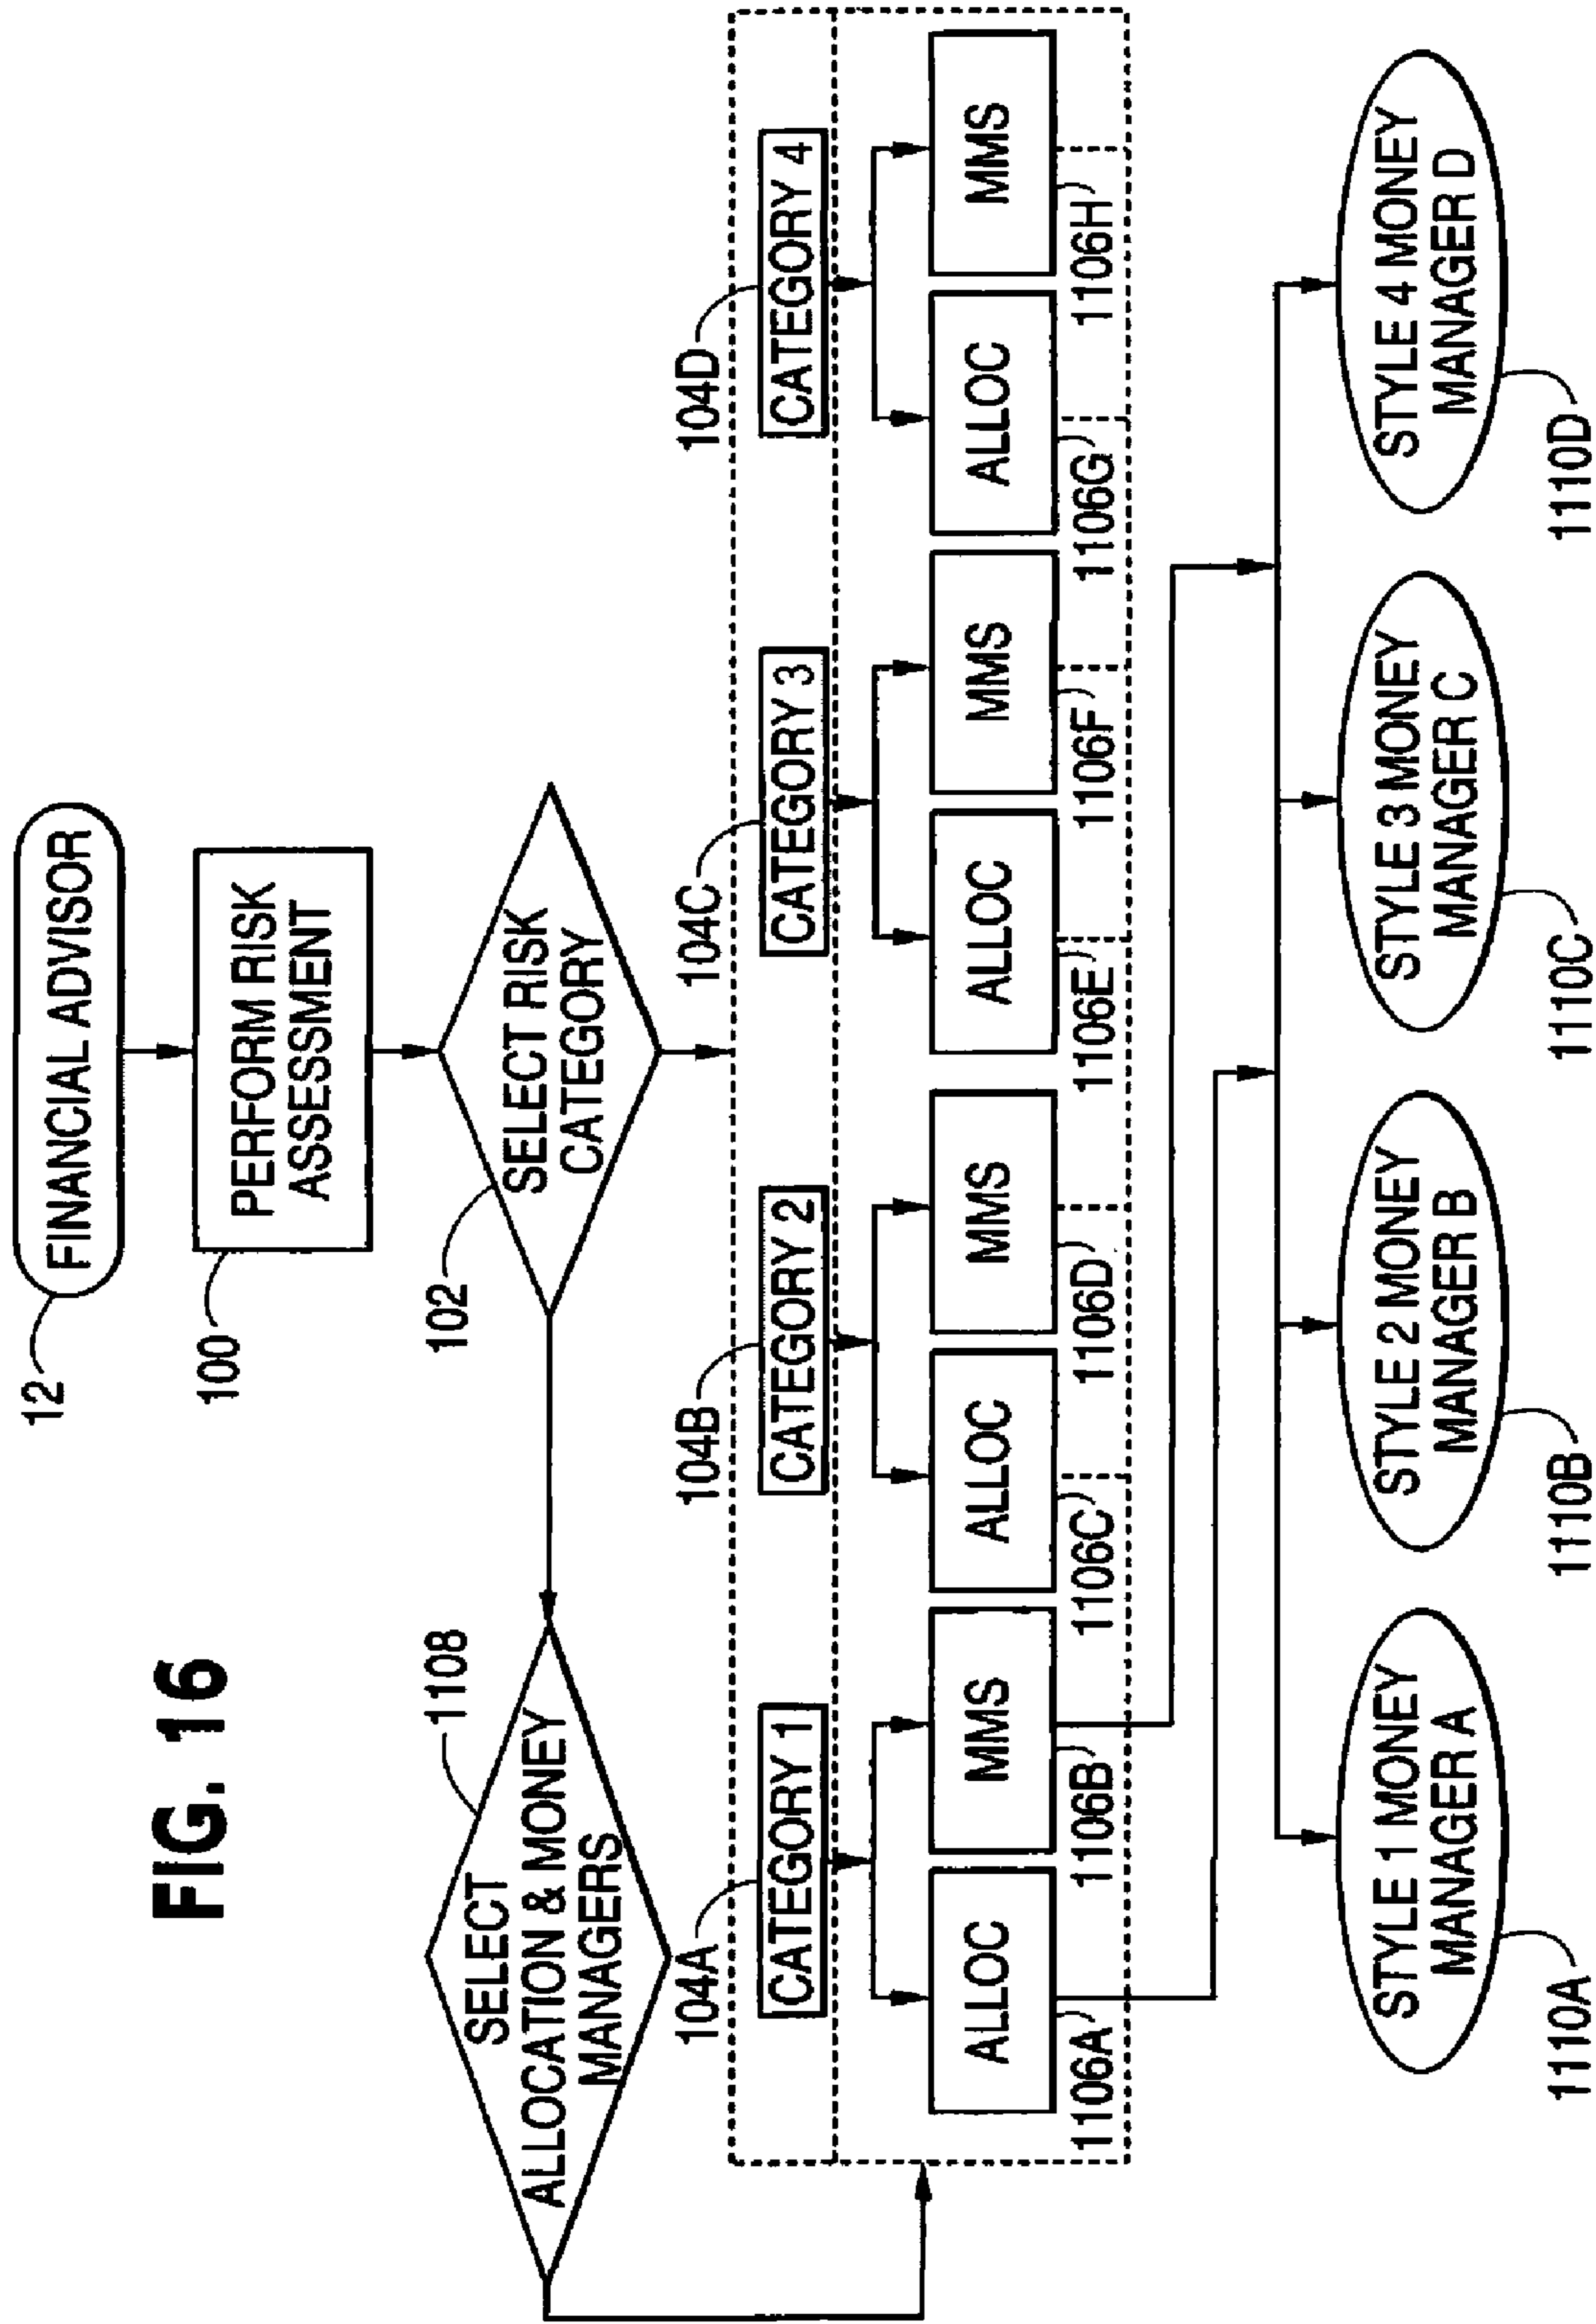 FIG. 16
12
FINANCIAL ADVISOR
100
PERFORM RISK
ASSESSMENT
102
SELECT RISK
CATEGORY
1108
SELECT
ALLOCATION & MONEY
MANAGERS
104A
CATEGORY 1
104B
CATEGORY 2
104C
CATEGORY 3
104D
CATEGORY 4
ALLOC
MMS
ALLOC
MMS
ALLOC
MMS
ALLOC
MMS
1106A
1106B
1106C
1106D
1106E
1106F
1106G
1106H
STYLE 1 MONEY
MANAGER A
STYLE 2 MONEY
MANAGER B
STYLE 3 MONEY
MANAGER C
STYLE 4 MONEY
MANAGER D
1110A
1110B
1110C
1110D